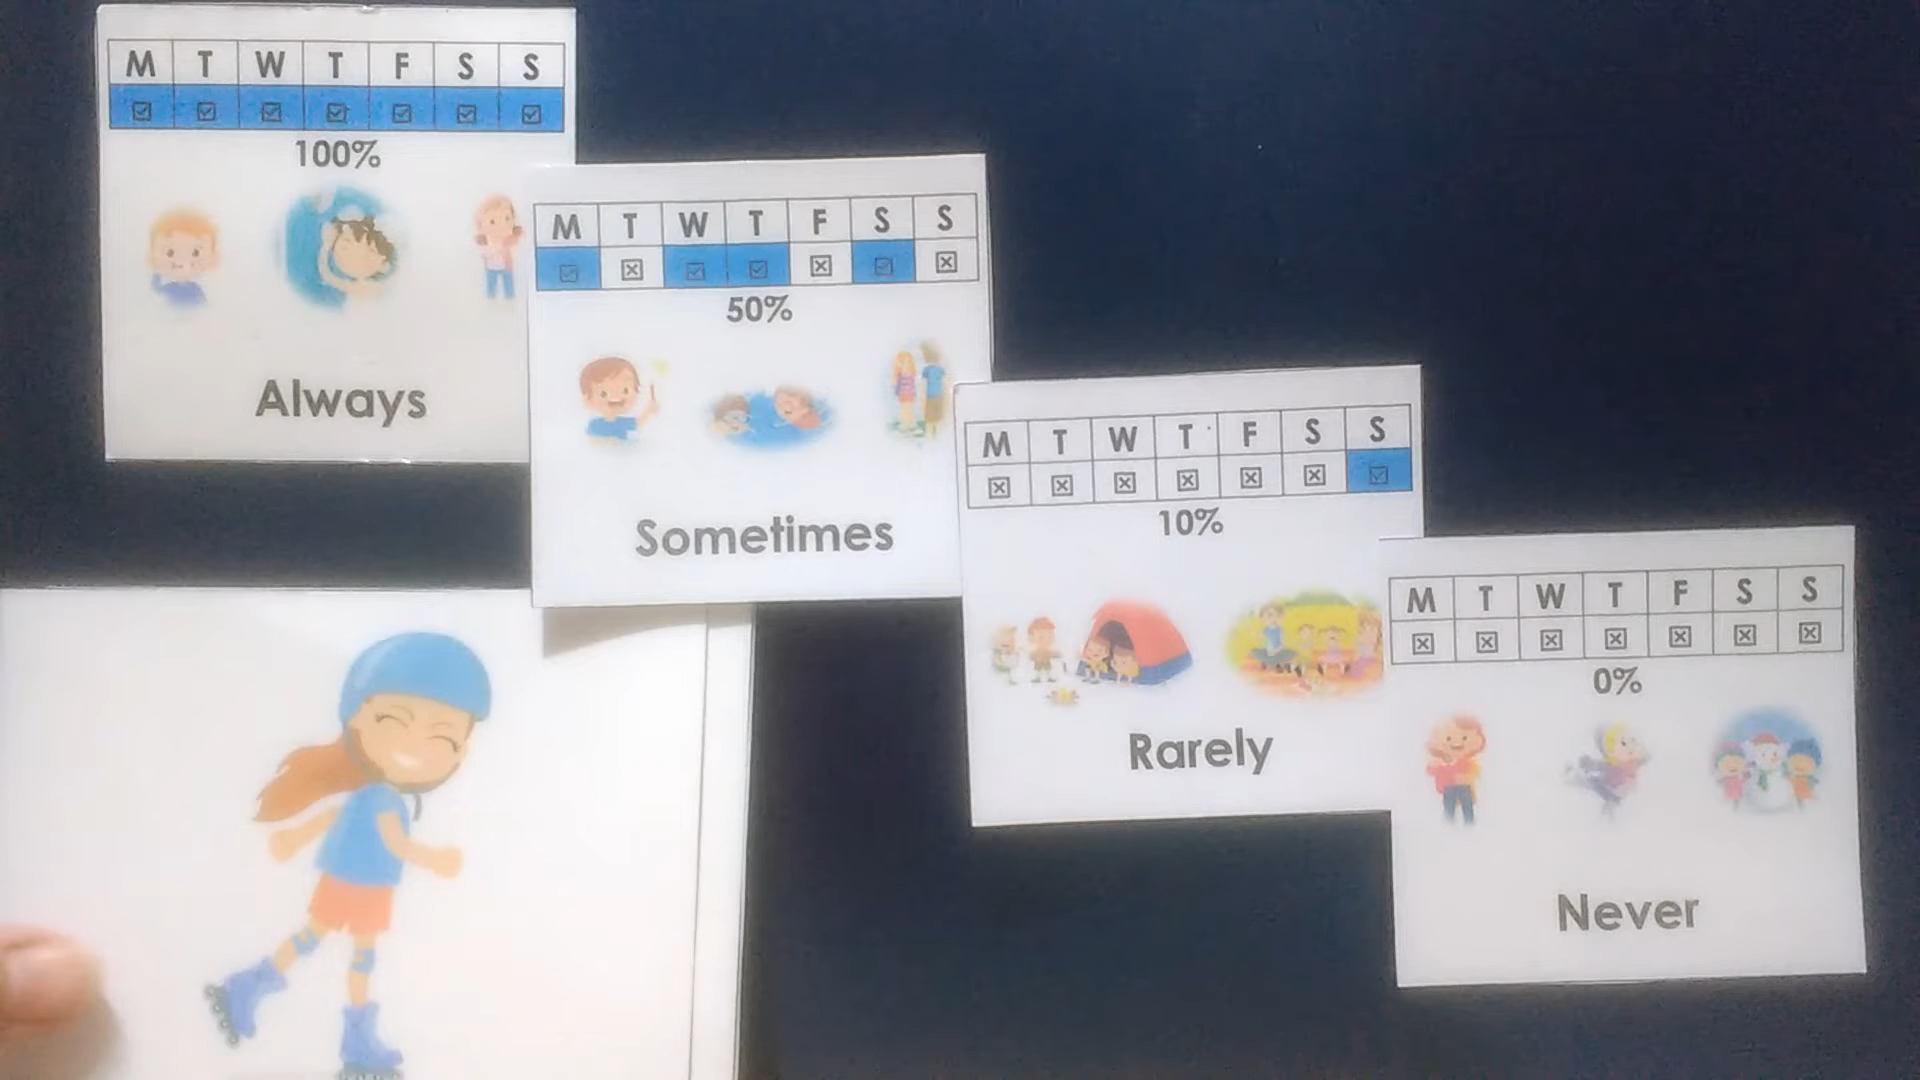 M T W T F S S
☑ ☑ ☑ ☑ ☑ ☑ ☑
100%
Always
M T W T F S S
☑ ☒ ☑ ☑ ☒ ☑ ☒
50%
Sometimes
M T W T F S S
☒ ☒ ☒ ☒ ☒ ☒ ☑
10%
Rarely
M T W T F S S
☒ ☒ ☒ ☒ ☒ ☒ ☒
0%
Never